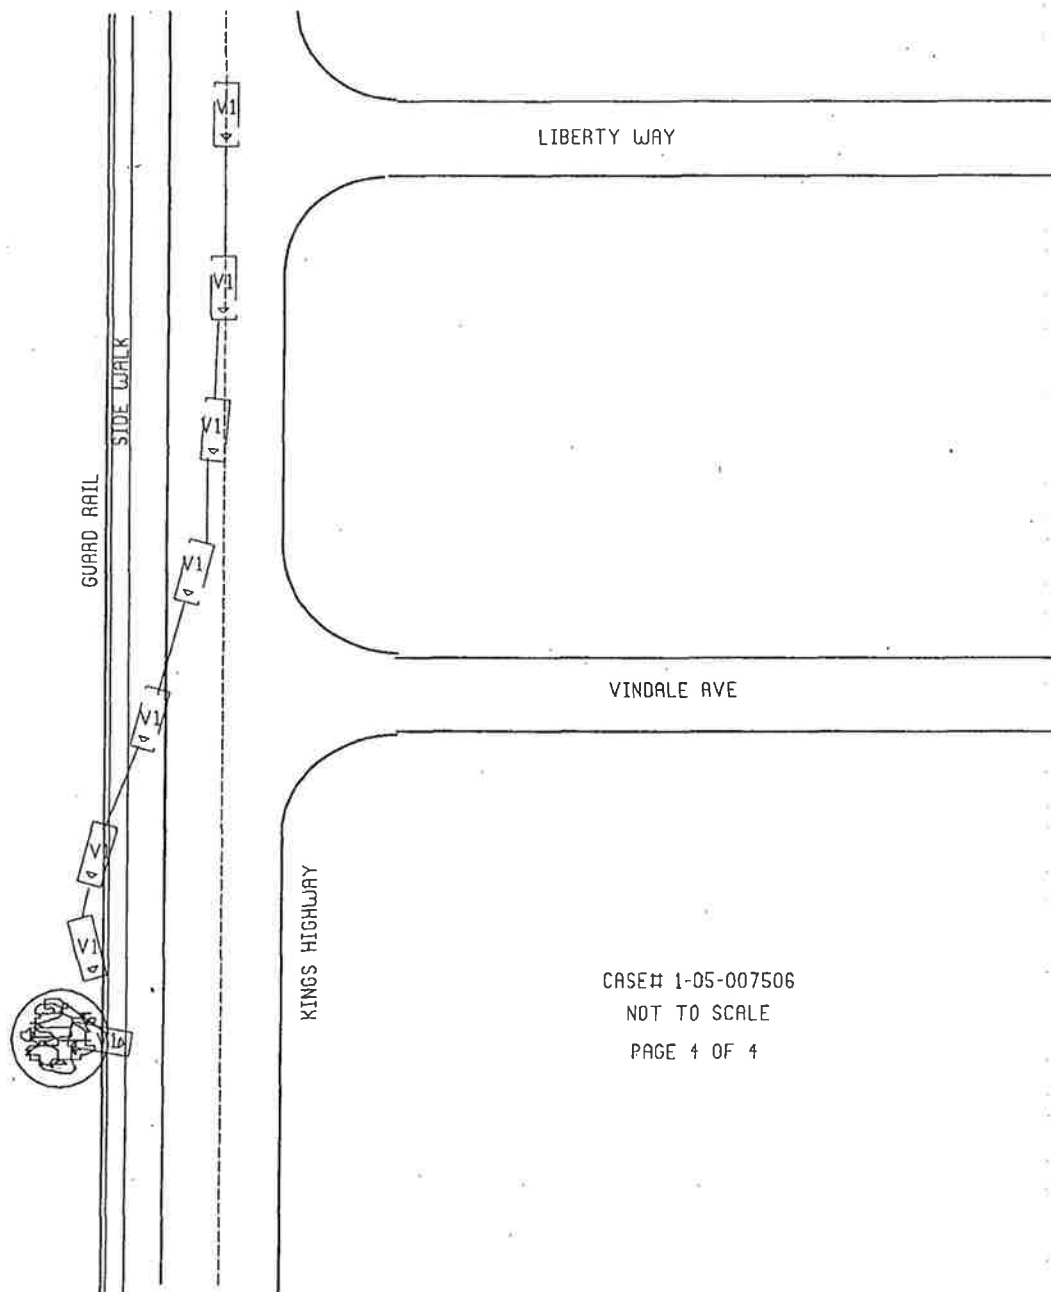 V1
LIBERTY WAY
V1
SIDE WALK
V1
GUARD RAIL
V1
VINDALE AVE
V1
V1
KINGS HIGHWAY
V1
CASE# 1-05-007506
NOT TO SCALE
PAGE 4 OF 4
V1